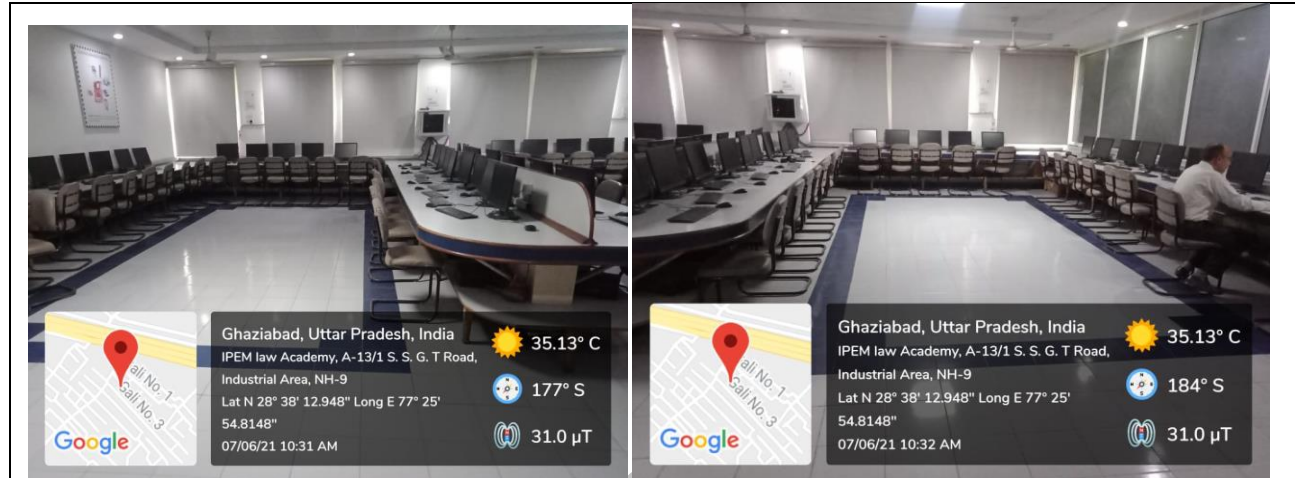 Ghaziabad, Uttar Pradesh, India
IPEM law Academy, A-13/1 S. S. G. T Road,
Industrial Area, NH-9
Lat N 28° 38' 12.948" Long E 77° 25'
54.8148"
07/06/21 10:31 AM
35.13° C
177° S
31.0 µT
ali No. 1
Gali No. 3
Google
Ghaziabad, Uttar Pradesh, India
IPEM law Academy, A-13/1 S. S. G. T Road,
Industrial Area, NH-9
Lat N 28° 38' 12.948" Long E 77° 25'
54.8148"
07/06/21 10:32 AM
35.13° C
184° S
31.0 µT
ali No. 1
Gali No. 3
Google